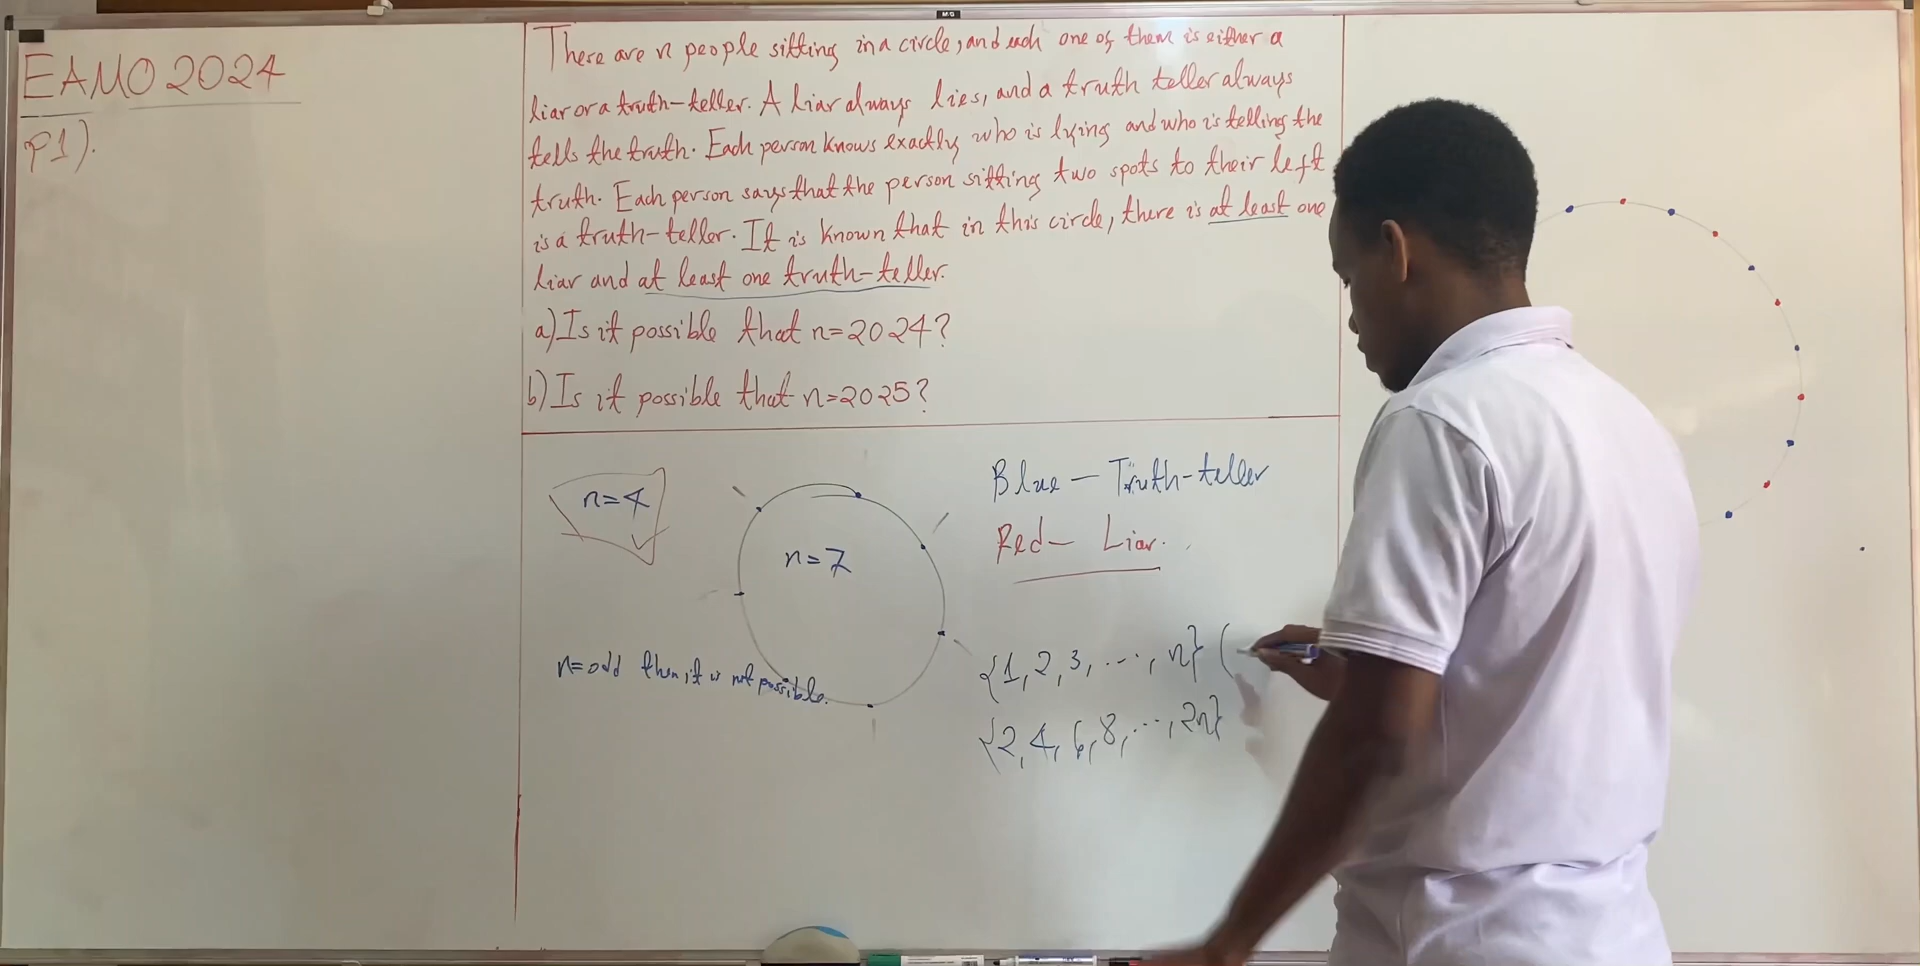 EAMO 2024
P1).
There are n people sitting in a circle, and each one of them is either a
liar or a truth-teller. A liar always lies, and a truth teller always
tells the truth. Each person knows exactly who is lying and who is telling the
truth. Each person says that the person sitting two spots to their left
is a truth-teller. It is known that in this circle, there is at least one
liar and at least one truth-teller.
a) Is it possible that n=2024?
b) Is it possible that n=2025?
n=4
n=7
Blue — Truth-teller
Red — Liar.
n=odd then it is not possible.
{1, 2, 3, ..., n} (
{2, 4, 6, 8, ..., 2n}